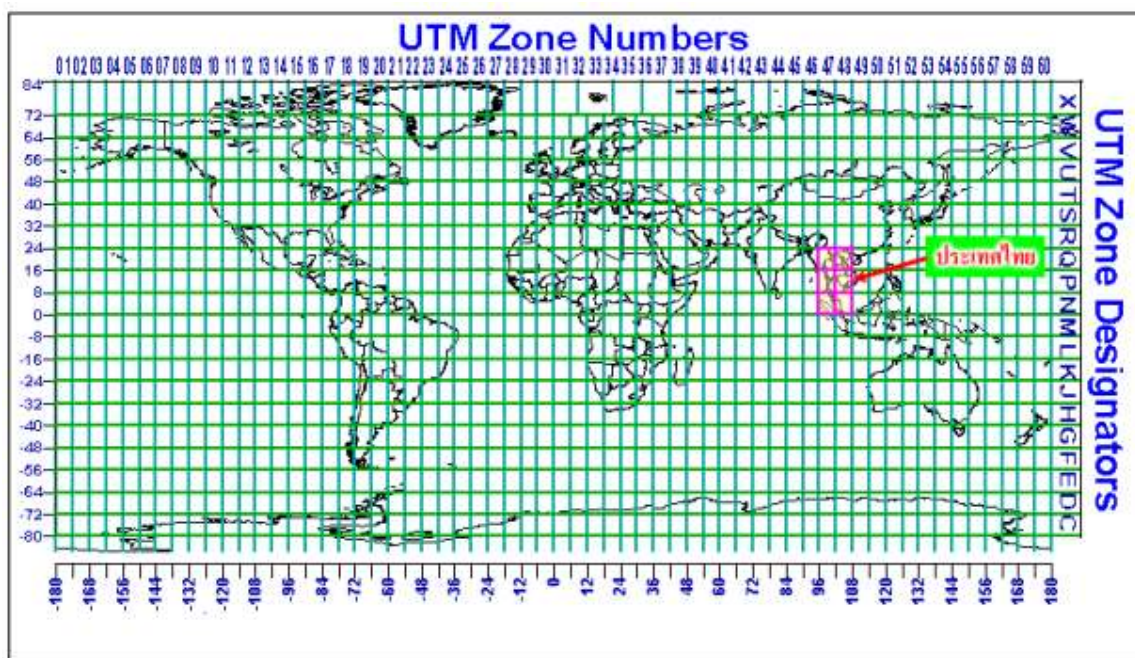 UTM Zone Numbers
01 02 03 04 05 06 07 08 09 10 11 12 13 14 15 16 17 18 19 20 21 22 23 24 25 26 27 28 29 30 31 32 33 34 35 36 37 38 39 40 41 42 43 44 45 46 47 48 49 50 51 52 53 54 55 56 57 58 59 60
84
72
64
56
48
40
32
24
16
8
0
-8
-16
-24
-32
-40
-48
-56
-64
-72
-80
ประเทศไทย
X
W
V
U
T
S
R
Q
P
N
M
L
K
J
H
G
F
E
D
C
UTM Zone Designators
-180 -168 -156 -144 -132 -120 -108 -96 -84 -72 -60 -48 -36 -24 -12 0 12 24 36 48 60 72 84 96 108 120 132 144 156 168 180